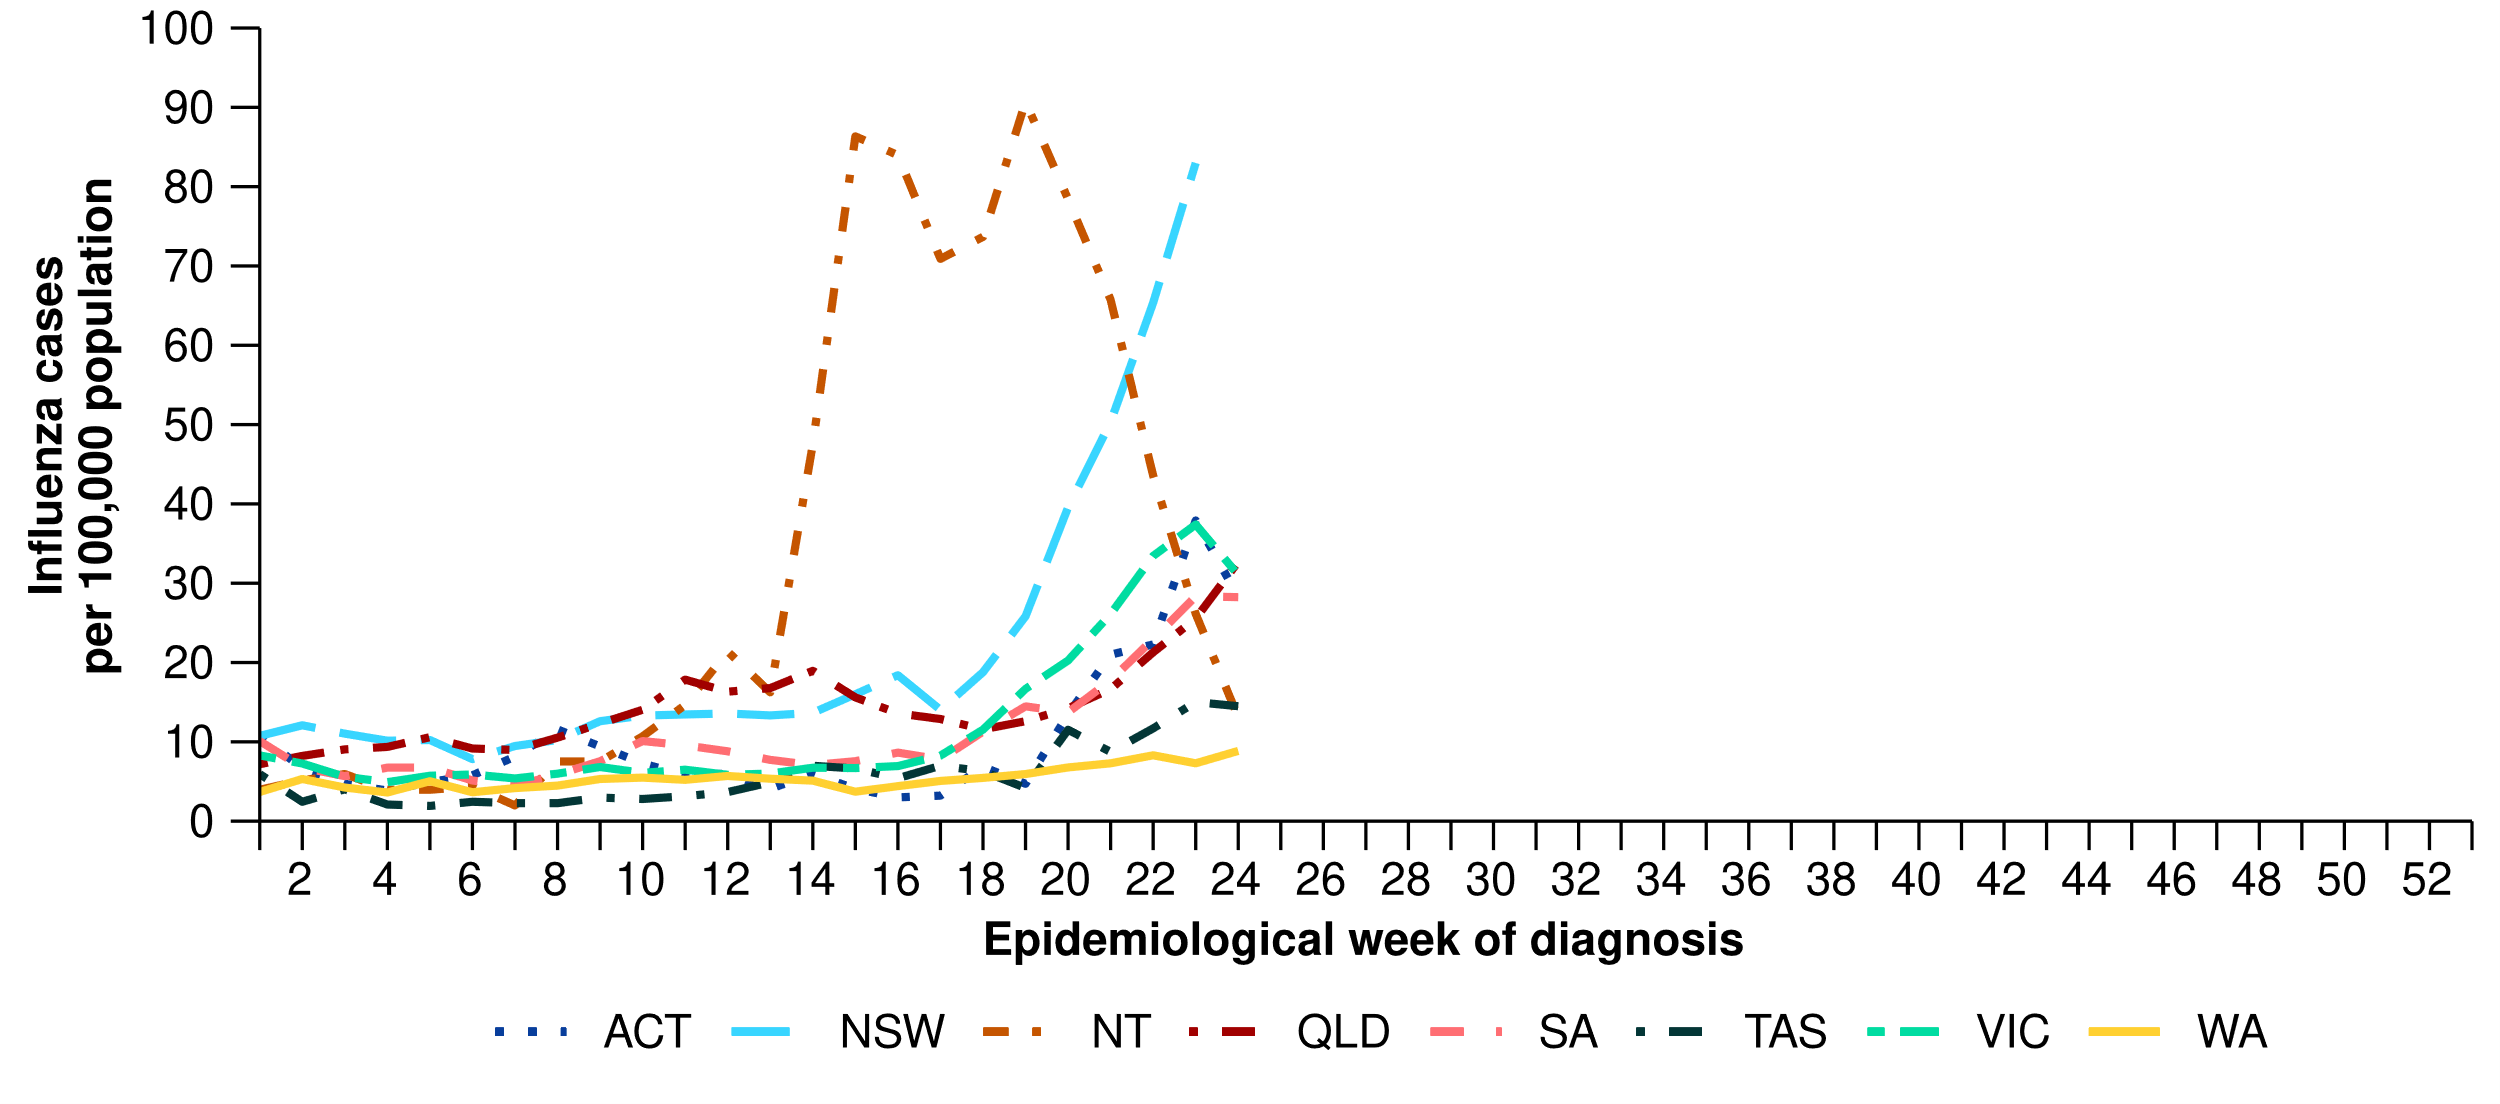 Influenza cases
per 100,000 population
100
90
80
70
60
50
40
30
20
10
0
2 4 6 8 10 12 14 16 18 20 22 24 26 28 30 32 34 36 38 40 42 44 46 48 50 52
Epidemiological week of diagnosis
ACT NSW NT QLD SA TAS VIC WA